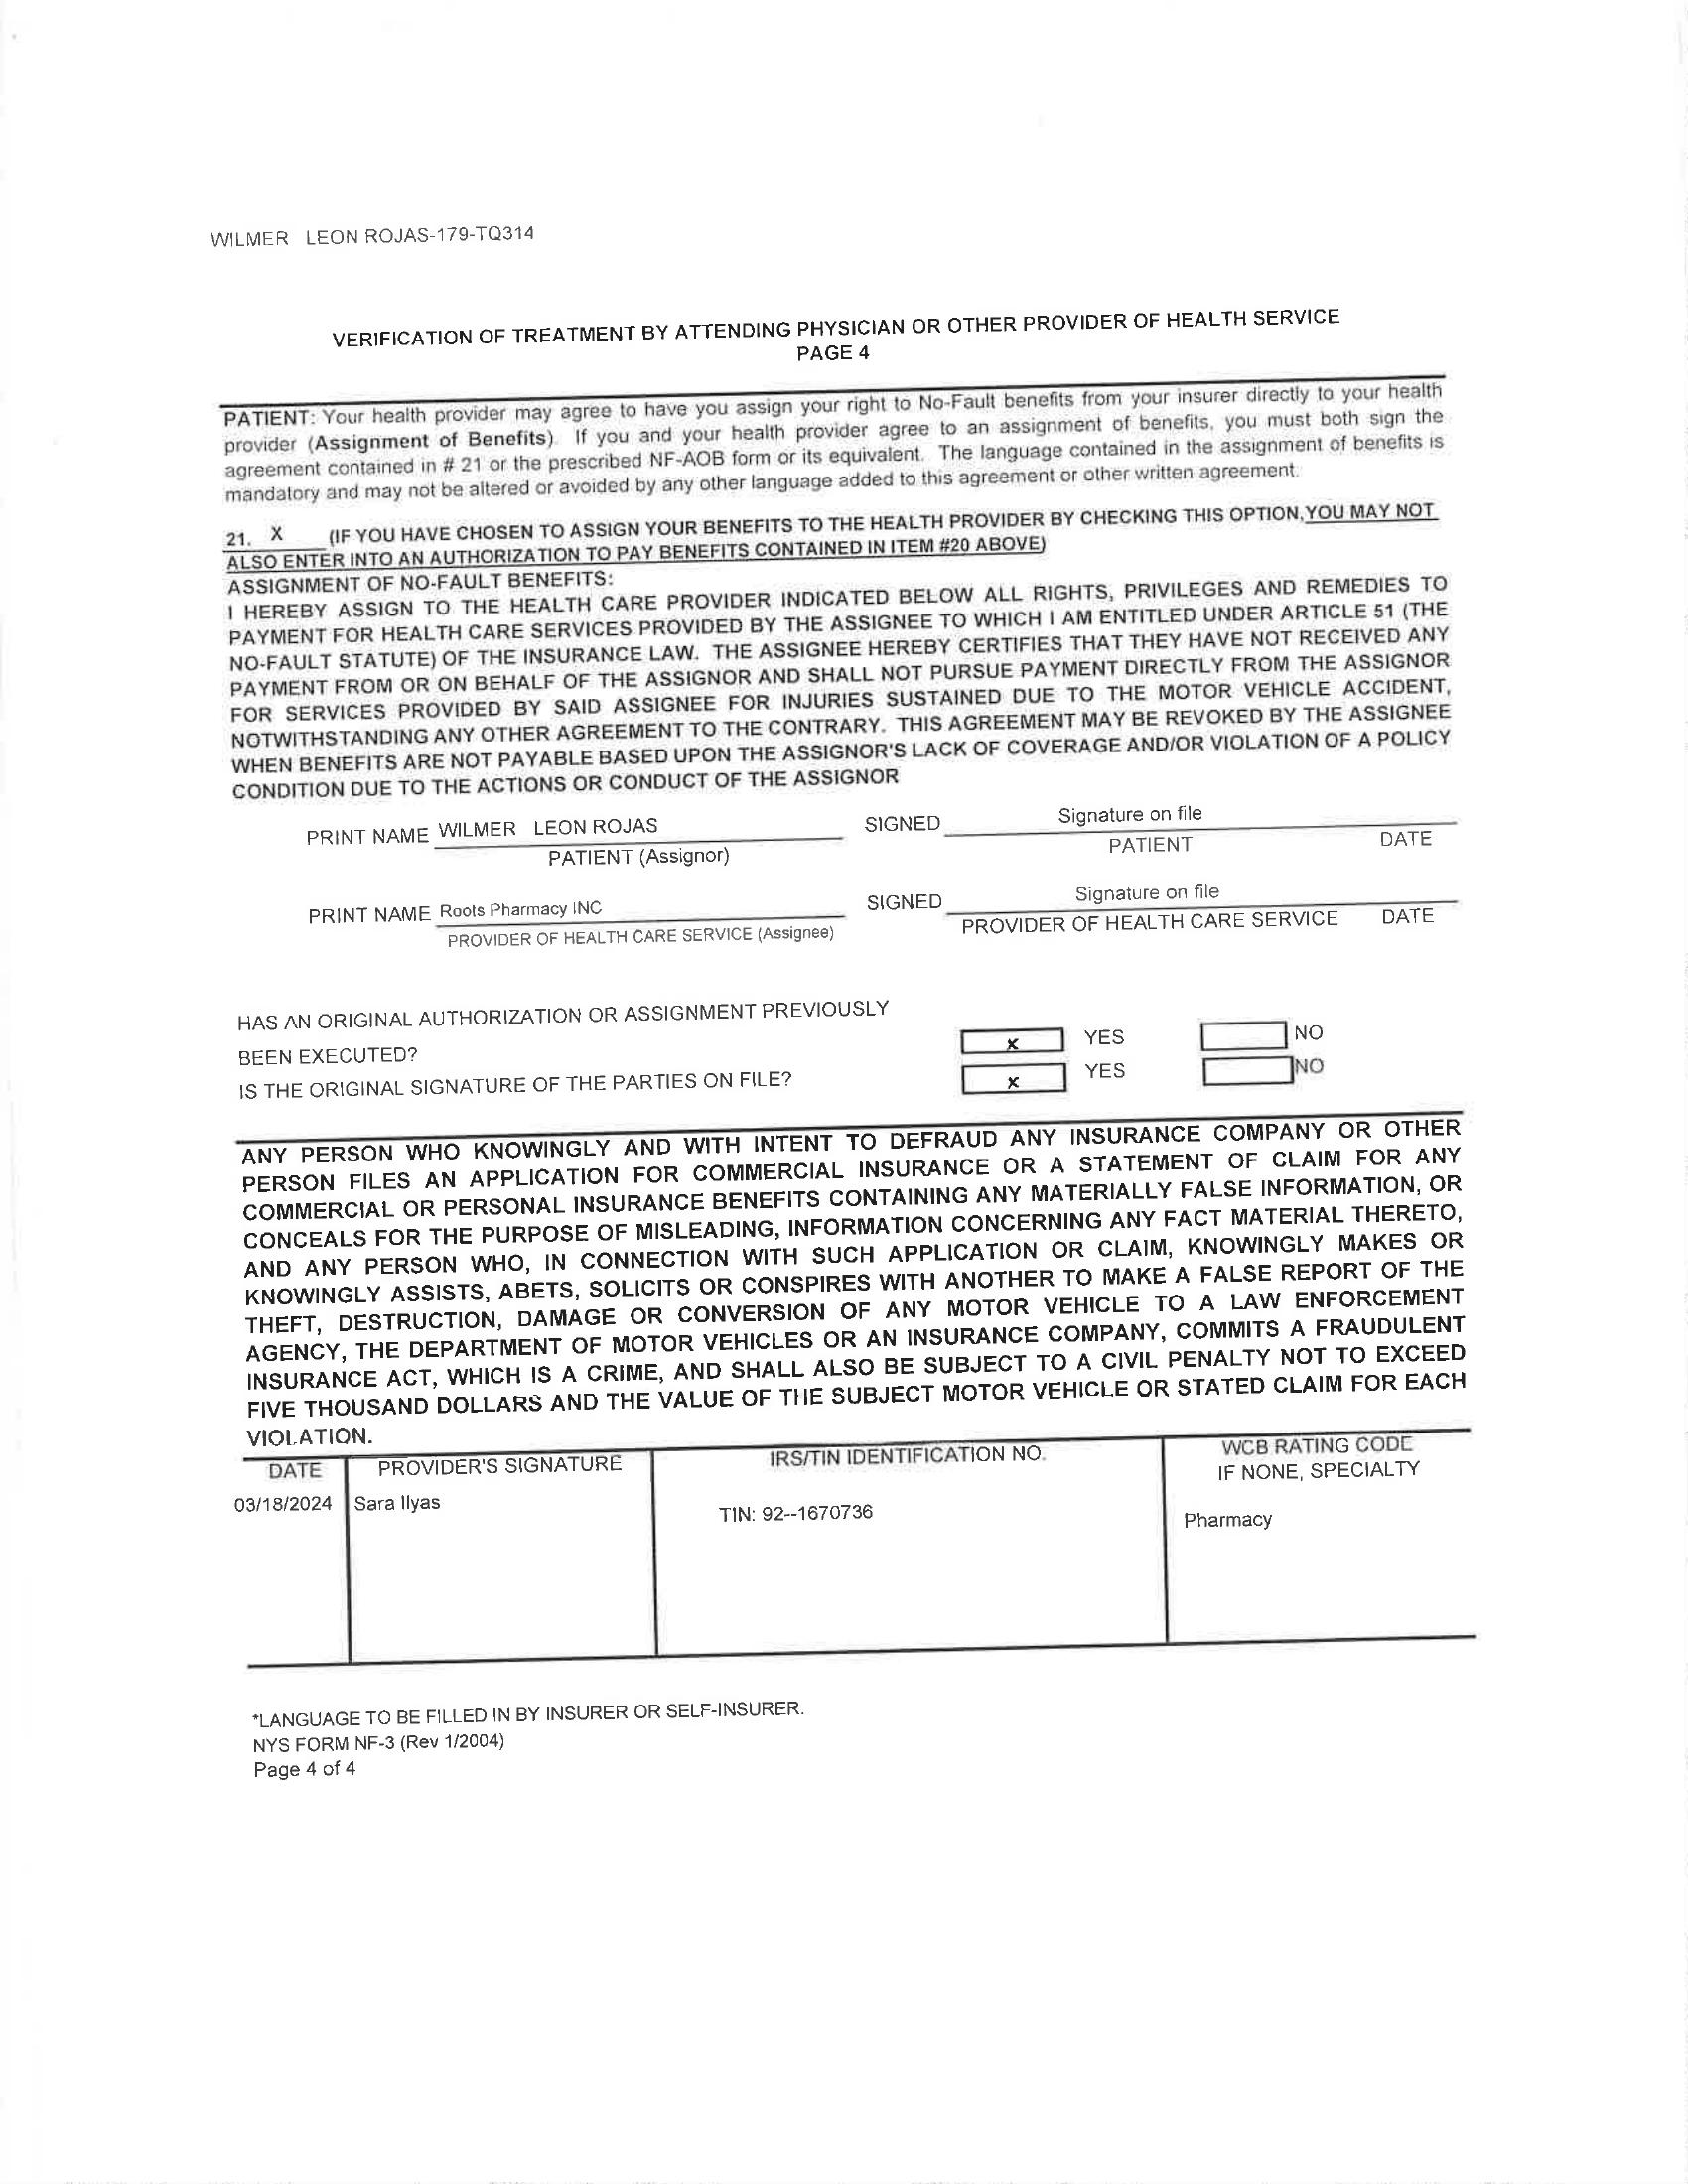 WILMER LEON ROJAS-179-TQ314
VERIFICATION OF TREATMENT BY ATTENDING PHYSICIAN OR OTHER PROVIDER OF HEALTH SERVICE
PAGE 4
PATIENT: Your health provider may agree to have you assign your right to No-Fault benefits from your insurer directly to your health
provider (Assignment of Benefits). If you and your health provider agree to an assignment of benefits, you must both sign the
agreement contained in # 21 or the prescribed NF-AOB form or its equivalent. The language contained in the assignment of benefits is
mandatory and may not be altered or avoided by any other language added to this agreement or other written agreement.
21. X (IF YOU HAVE CHOSEN TO ASSIGN YOUR BENEFITS TO THE HEALTH PROVIDER BY CHECKING THIS OPTION, YOU MAY NOT
ALSO ENTER INTO AN AUTHORIZATION TO PAY BENEFITS CONTAINED IN ITEM #20 ABOVE)
ASSIGNMENT OF NO-FAULT BENEFITS:
I HEREBY ASSIGN TO THE HEALTH CARE PROVIDER INDICATED BELOW ALL RIGHTS, PRIVILEGES AND REMEDIES TO
PAYMENT FOR HEALTH CARE SERVICES PROVIDED BY THE ASSIGNEE TO WHICH I AM ENTITLED UNDER ARTICLE 51 (THE
NO-FAULT STATUTE) OF THE INSURANCE LAW. THE ASSIGNEE HEREBY CERTIFIES THAT THEY HAVE NOT RECEIVED ANY
PAYMENT FROM OR ON BEHALF OF THE ASSIGNOR AND SHALL NOT PURSUE PAYMENT DIRECTLY FROM THE ASSIGNOR
FOR SERVICES PROVIDED BY SAID ASSIGNEE FOR INJURIES SUSTAINED DUE TO THE MOTOR VEHICLE ACCIDENT,
NOTWITHSTANDING ANY OTHER AGREEMENT TO THE CONTRARY. THIS AGREEMENT MAY BE REVOKED BY THE ASSIGNEE
WHEN BENEFITS ARE NOT PAYABLE BASED UPON THE ASSIGNOR'S LACK OF COVERAGE AND/OR VIOLATION OF A POLICY
CONDITION DUE TO THE ACTIONS OR CONDUCT OF THE ASSIGNOR
PRINT NAME WILMER LEON ROJAS SIGNED Signature on file
PATIENT (Assignor) PATIENT DATE
PRINT NAME Roots Pharmacy INC SIGNED Signature on file
PROVIDER OF HEALTH CARE SERVICE (Assignee) PROVIDER OF HEALTH CARE SERVICE DATE
HAS AN ORIGINAL AUTHORIZATION OR ASSIGNMENT PREVIOUSLY
BEEN EXECUTED? x YES NO
IS THE ORIGINAL SIGNATURE OF THE PARTIES ON FILE? x YES NO
ANY PERSON WHO KNOWINGLY AND WITH INTENT TO DEFRAUD ANY INSURANCE COMPANY OR OTHER
PERSON FILES AN APPLICATION FOR COMMERCIAL INSURANCE OR A STATEMENT OF CLAIM FOR ANY
COMMERCIAL OR PERSONAL INSURANCE BENEFITS CONTAINING ANY MATERIALLY FALSE INFORMATION, OR
CONCEALS FOR THE PURPOSE OF MISLEADING, INFORMATION CONCERNING ANY FACT MATERIAL THERETO,
AND ANY PERSON WHO, IN CONNECTION WITH SUCH APPLICATION OR CLAIM, KNOWINGLY MAKES OR
KNOWINGLY ASSISTS, ABETS, SOLICITS OR CONSPIRES WITH ANOTHER TO MAKE A FALSE REPORT OF THE
THEFT, DESTRUCTION, DAMAGE OR CONVERSION OF ANY MOTOR VEHICLE TO A LAW ENFORCEMENT
AGENCY, THE DEPARTMENT OF MOTOR VEHICLES OR AN INSURANCE COMPANY, COMMITS A FRAUDULENT
INSURANCE ACT, WHICH IS A CRIME, AND SHALL ALSO BE SUBJECT TO A CIVIL PENALTY NOT TO EXCEED
FIVE THOUSAND DOLLARS AND THE VALUE OF THE SUBJECT MOTOR VEHICLE OR STATED CLAIM FOR EACH
VIOLATION.
DATE PROVIDER'S SIGNATURE IRS/TIN IDENTIFICATION NO. WCB RATING CODE
IF NONE, SPECIALTY
03/18/2024 Sara Ilyas TIN: 92--1670736 Pharmacy
*LANGUAGE TO BE FILLED IN BY INSURER OR SELF-INSURER.
NYS FORM NF-3 (Rev 1/2004)
Page 4 of 4